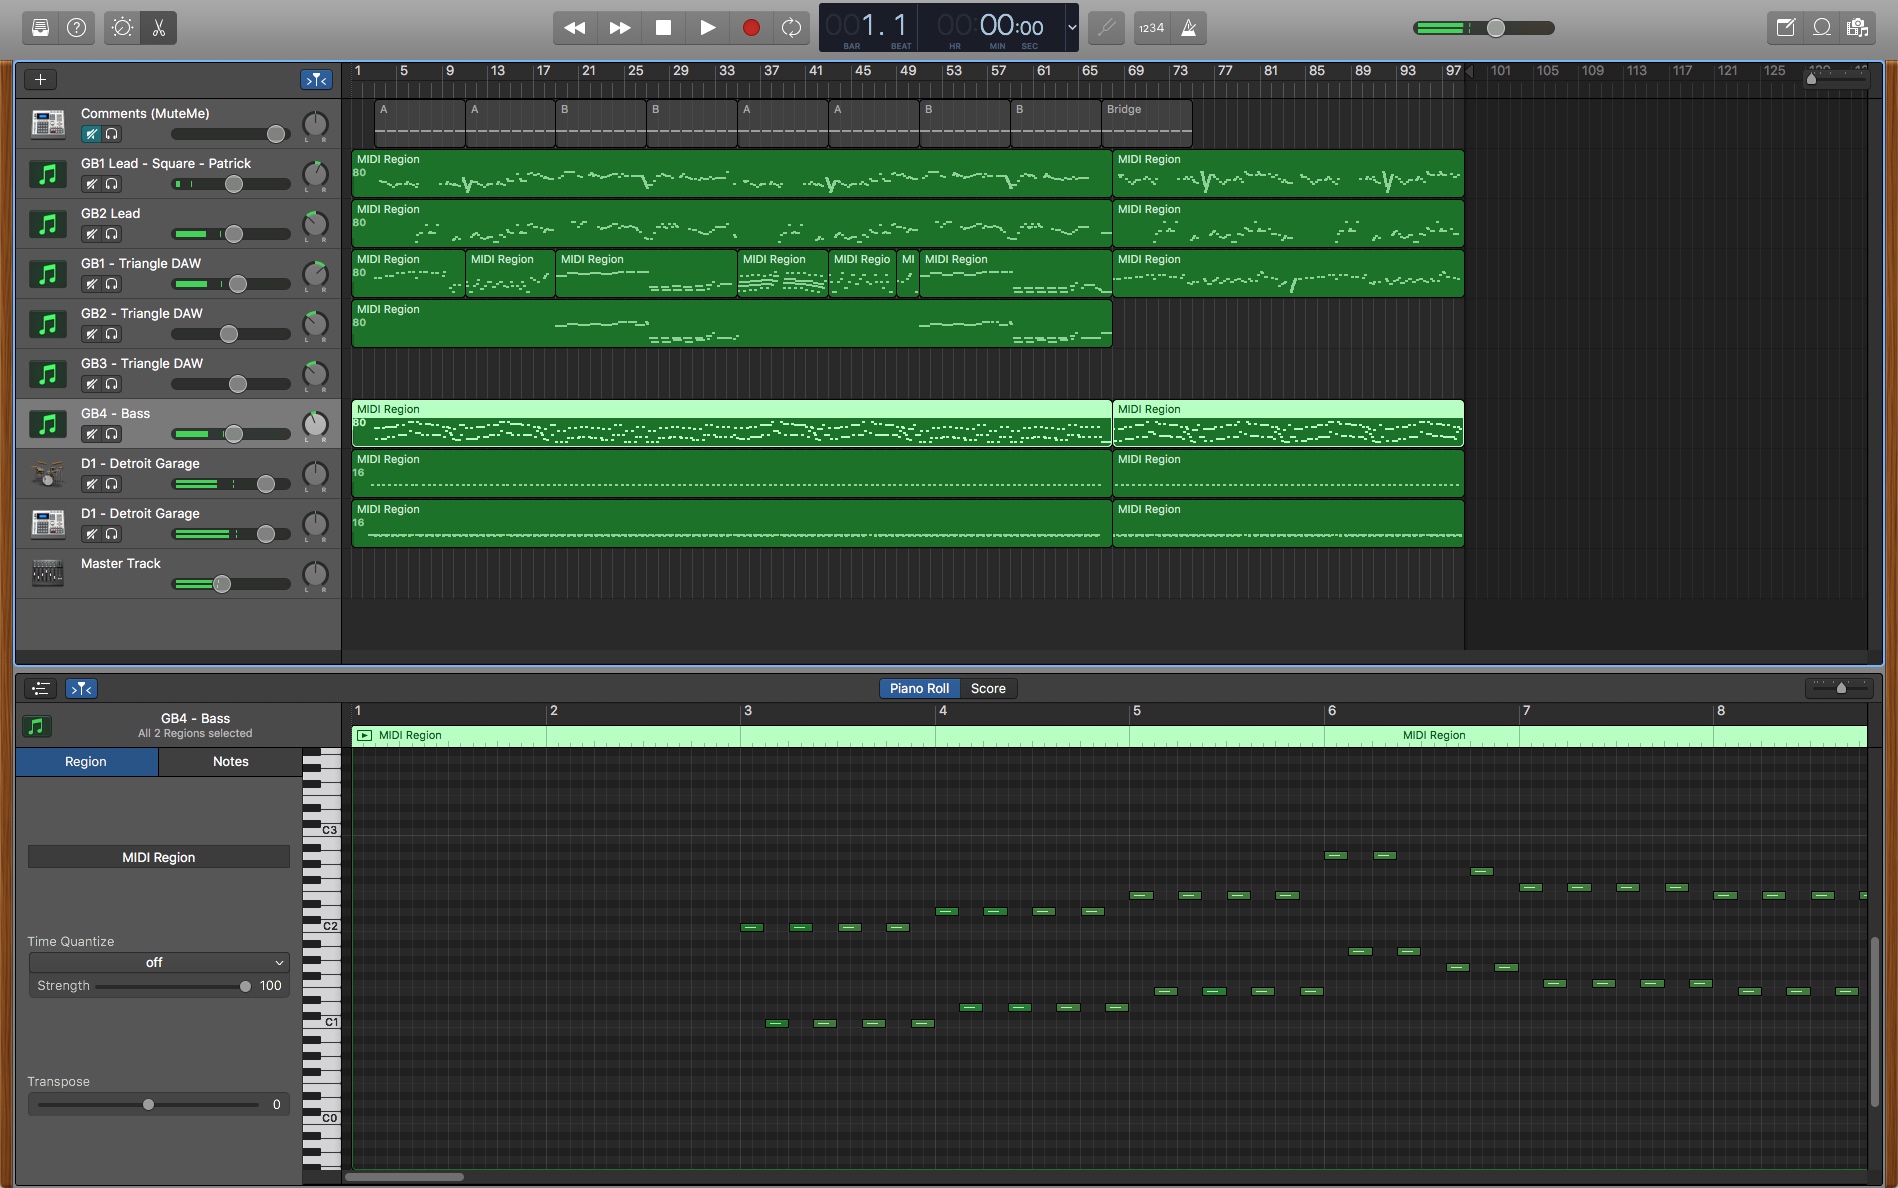 1. 1
00:00
1234
BAR
BEAT
HR
MIN
SEC
1 5 9 13 17 21 25 29 33 37 41 45 49 53 57 61 65 69 73 77 81 85 89 93 97 101 105 109 113 117 121 125
Comments (MuteMe)
L R
A A B B A A B B Bridge
GB1 Lead - Square - Patrick
L R
MIDI Region MIDI Region
80
GB2 Lead
L R
MIDI Region MIDI Region
80
GB1 - Triangle DAW
L R
MIDI Region MIDI Region MIDI Region MIDI Region MIDI Regio MI MIDI Region MIDI Region
80
GB2 - Triangle DAW
L R
MIDI Region
80
GB3 - Triangle DAW
L R
GB4 - Bass
L R
MIDI Region MIDI Region
80
D1 - Detroit Garage
L R
MIDI Region MIDI Region
16
D1 - Detroit Garage
L R
MIDI Region MIDI Region
16
Master Track
L R
Piano Roll Score
GB4 - Bass
All 2 Regions selected
1 2 3 4 5 6 7 8
MIDI Region MIDI Region
Region Notes
MIDI Region
Time Quantize
off
Strength 100
Transpose
0
C3
C2
C1
C0